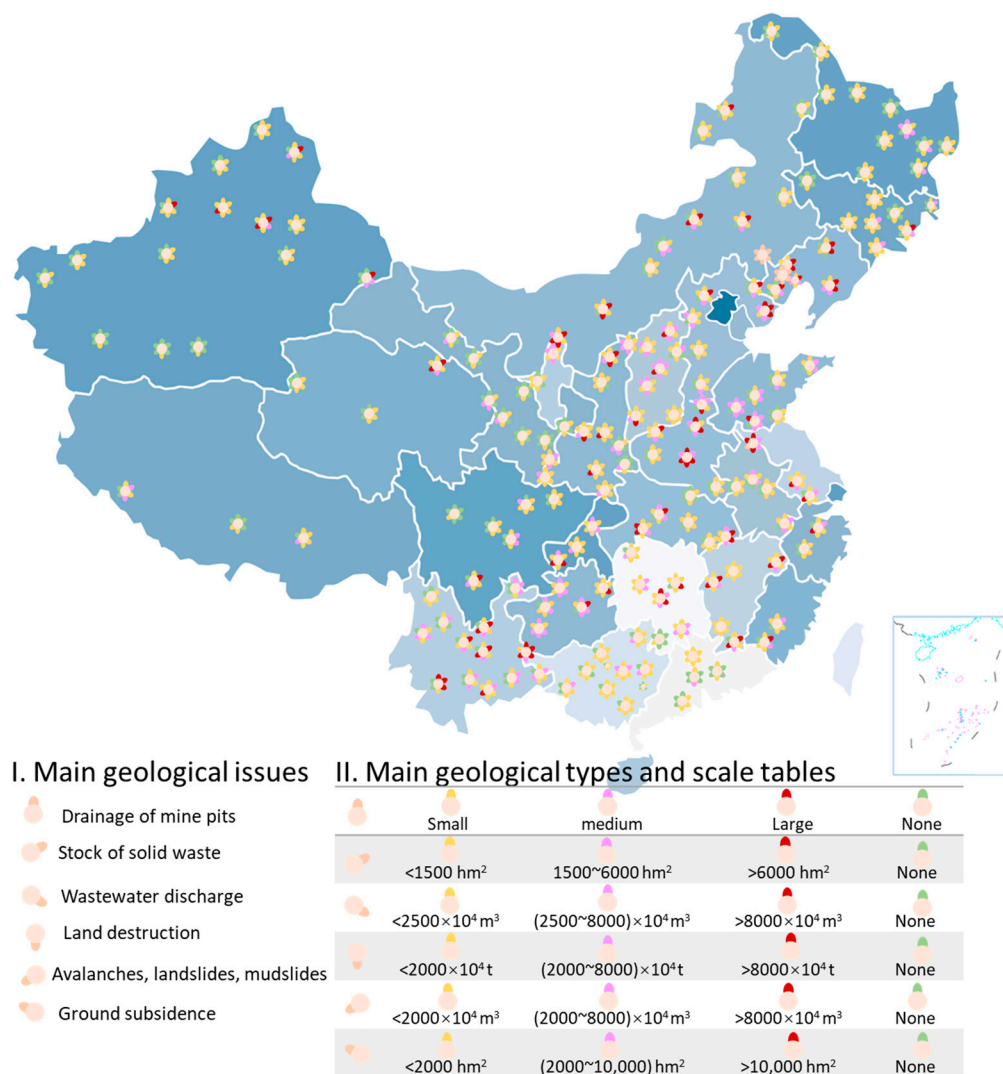 I. Main geological issues
Drainage of mine pits
Stock of solid waste
Wastewater discharge
Land destruction
Avalanches, landslides, mudslides
Ground subsidence
II. Main geological types and scale tables
Small medium Large None
<1500 hm² 1500~6000 hm² >6000 hm² None
<2500×10⁴ m³ (2500~8000)×10⁴ m³ >8000×10⁴ m³ None
<2000×10⁴ t (2000~8000)×10⁴ t >8000×10⁴ t None
<2000×10⁴ m³ (2000~8000)×10⁴ m³ >8000×10⁴ m³ None
<2000 hm² (2000~10,000) hm² >10,000 hm² None